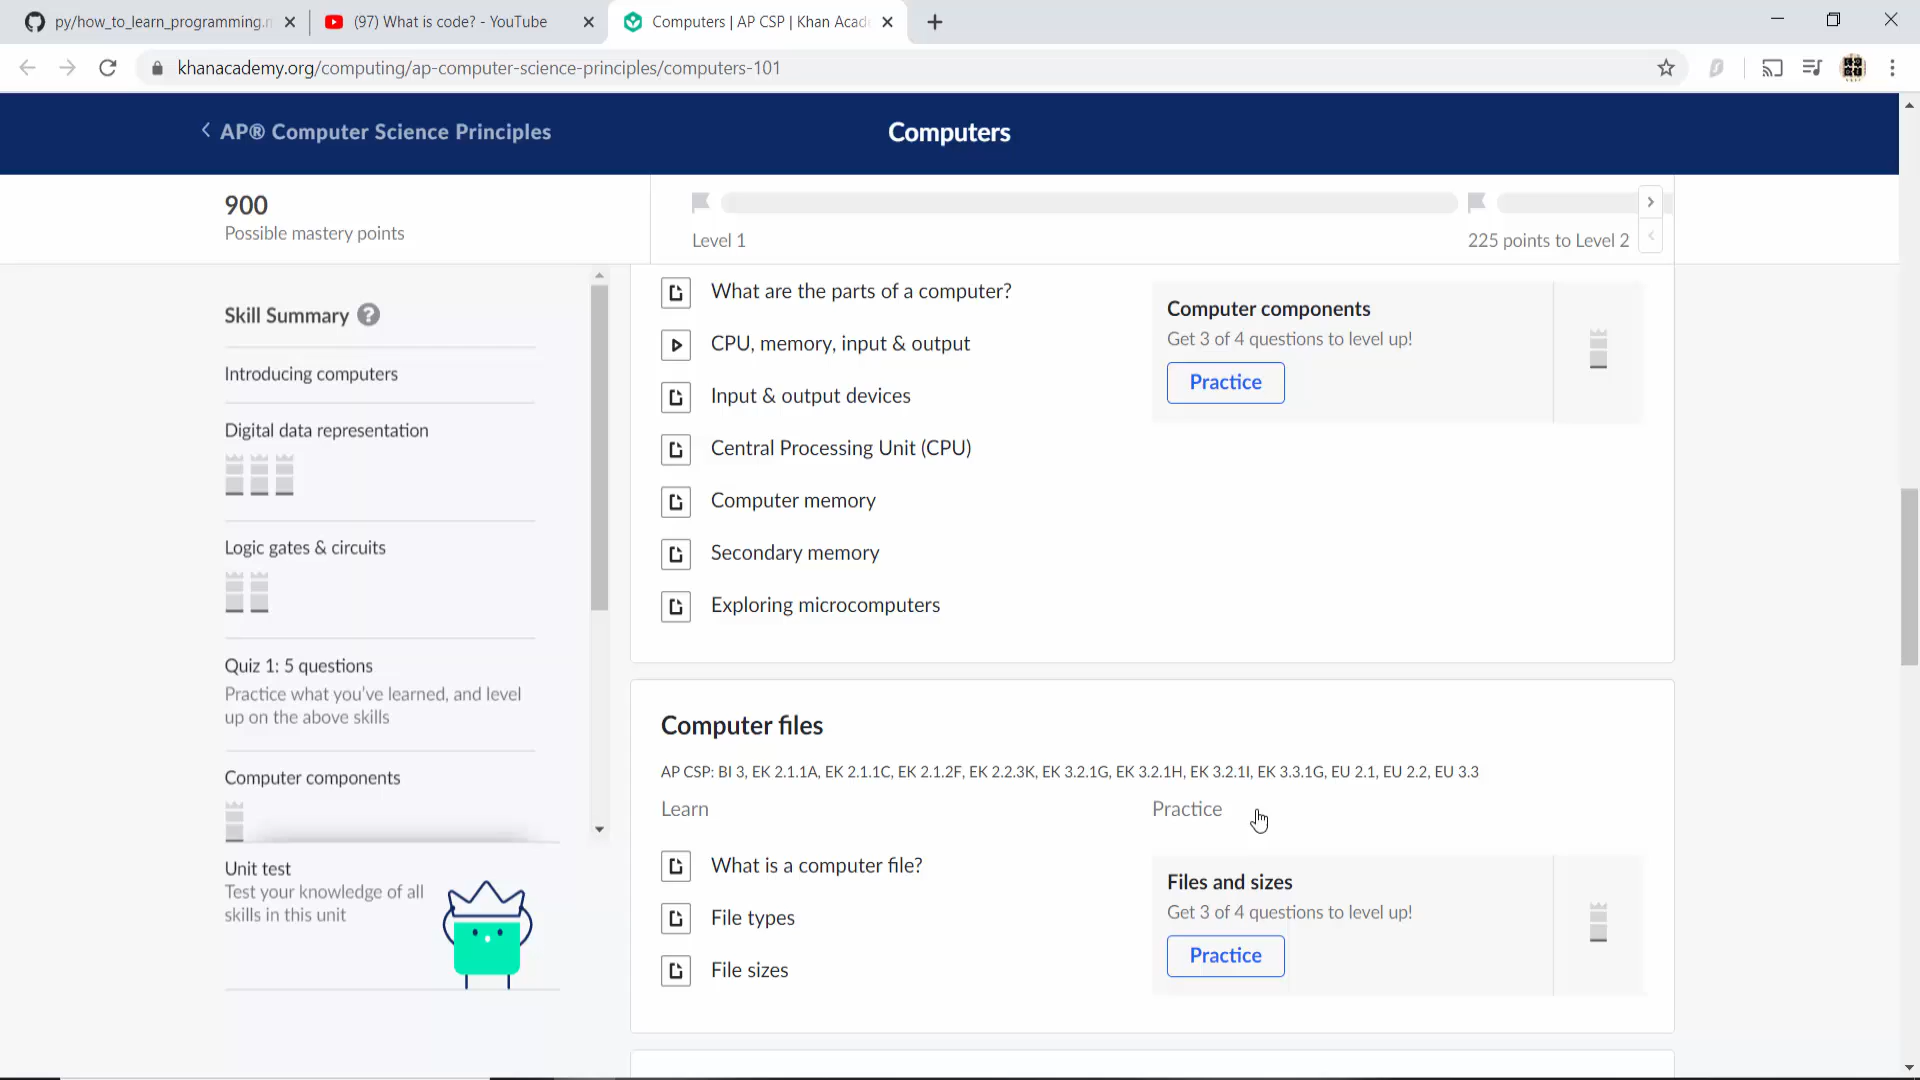 py/how_to_learn_programming.n
(97) What is code? - YouTube
Computers | AP CSP | Khan Acad
khanacademy.org/computing/ap-computer-science-principles/computers-101
AP® Computer Science Principles
Computers
900
Possible mastery points
Level 1
225 points to Level 2
Skill Summary ?
Introducing computers
Digital data representation
Logic gates & circuits
Quiz 1: 5 questions
Practice what you've learned, and level
up on the above skills
Computer components
Unit test
Test your knowledge of all
skills in this unit
What are the parts of a computer?
CPU, memory, input & output
Input & output devices
Central Processing Unit (CPU)
Computer memory
Secondary memory
Exploring microcomputers
Computer components
Get 3 of 4 questions to level up!
Practice
Computer files
AP CSP: BI 3, EK 2.1.1A, EK 2.1.1C, EK 2.1.2F, EK 2.2.3K, EK 3.2.1G, EK 3.2.1H, EK 3.2.1I, EK 3.3.1G, EU 2.1, EU 2.2, EU 3.3
Learn
What is a computer file?
File types
File sizes
Practice
Files and sizes
Get 3 of 4 questions to level up!
Practice